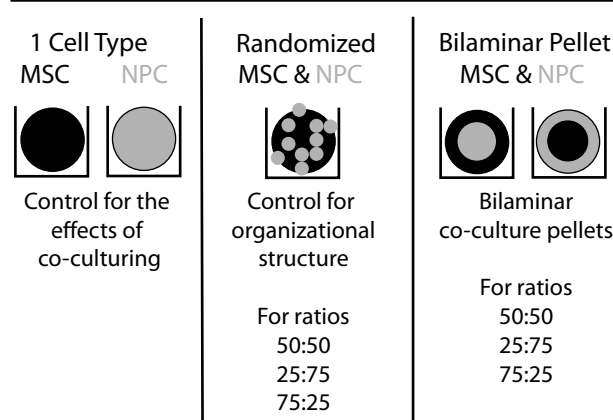 1 Cell Type
MSC NPC
Control for the
effects of
co-culturing
Randomized
MSC & NPC
Control for
organizational
structure
For ratios
50:50
25:75
75:25
Bilaminar Pellet
MSC & NPC
Bilaminar
co-culture pellets
For ratios
50:50
25:75
75:25